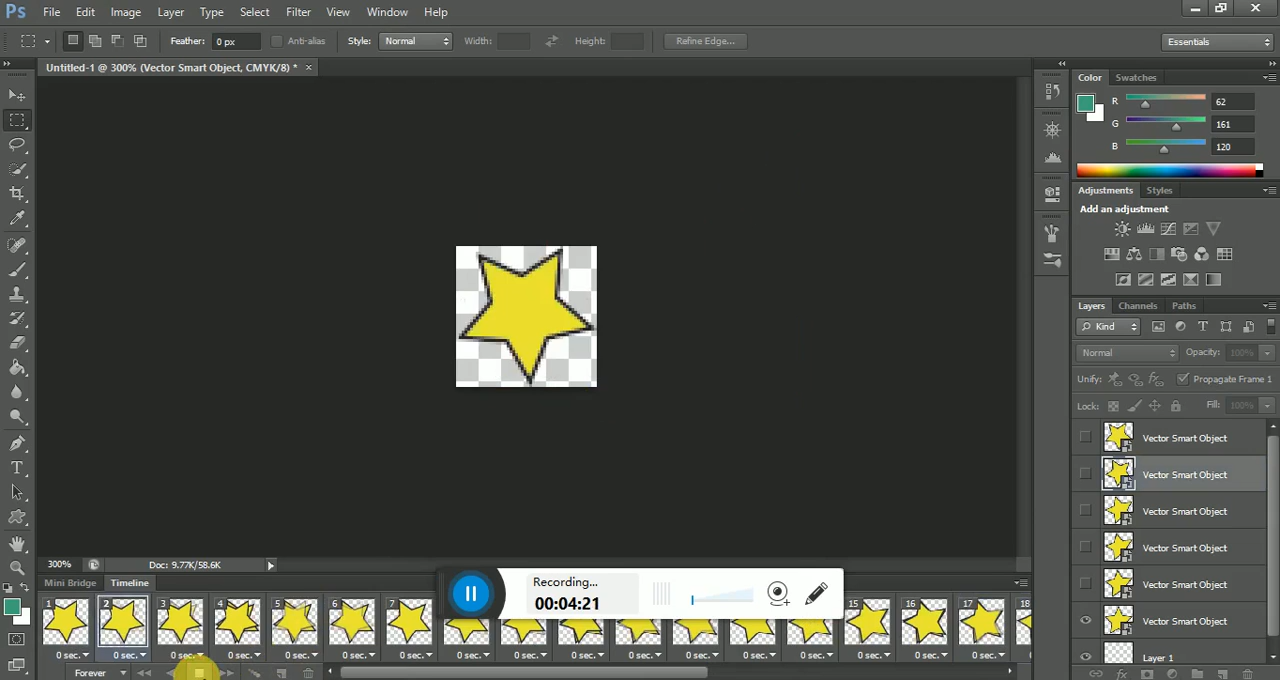 Ps File Edit Image Layer Type Select Filter View Window Help
Feather: 0 px Anti-alias Style: Normal Width: Height: Refine Edge... Essentials
Untitled-1 @ 300% (Vector Smart Object, CMYK/8) * ×
Color Swatches
R 62
G 161
B 120
Adjustments Styles
Add an adjustment
Layers Channels Paths
Kind
Normal Opacity: 100%
Unify: Propagate Frame 1
Lock: Fill: 100%
Vector Smart Object
Vector Smart Object
Vector Smart Object
Vector Smart Object
Vector Smart Object
Vector Smart Object
Layer 1
300% Doc: 9.77K/58.6K
Mini Bridge Timeline
Recording...
00:04:21
1 2 3 4 5 6 7 15 16 17 18
0 sec. 0 sec. 0 sec. 0 sec. 0 sec. 0 sec. 0 sec. 0 sec. 0 sec. 0 sec. 0 sec. 0 sec. 0 sec. 0 sec. 0 sec. 0 sec. 0 sec.
Forever